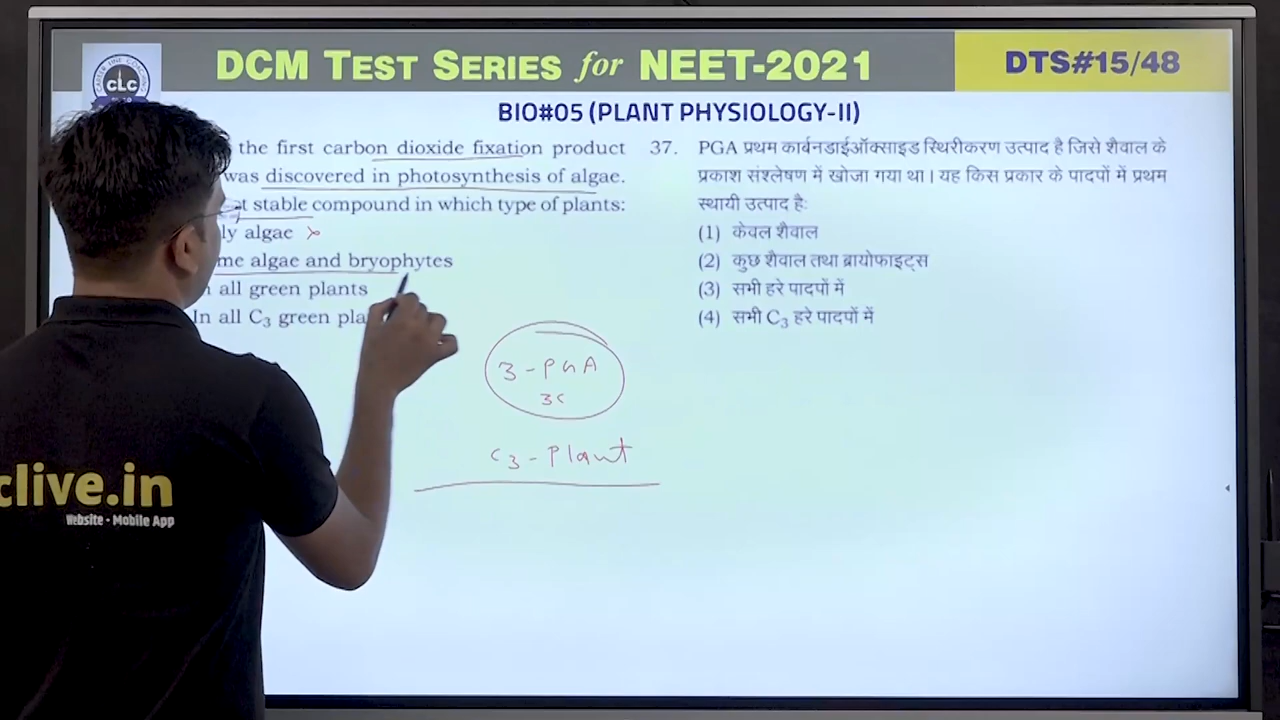 DCM TEST SERIES for NEET-2021
DTS#15/48
CLC
BIO#05 (PLANT PHYSIOLOGY-II)
the first carbon dioxide fixation product
was discovered in photosynthesis of algae.
stable compound in which type of plants:
algae
algae and bryophytes
all green plants
In all C3 green
37. PGA प्रथम कार्बनडाईऑक्साइड स्थिरीकरण उत्पाद है जिसे शैवाल के
प्रकाश संश्लेषण में खोजा गया था। यह किस प्रकार के पादपों में प्रथम
स्थायी उत्पाद है:
(1) केवल शैवाल
(2) कुछ शैवाल तथा ब्रायोफाइट्स
(3) सभी हरे पादपों में
(4) सभी C3 हरे पादपों में
3-PGA
3C
C3-Plant
clive.in
Website - Mobile App